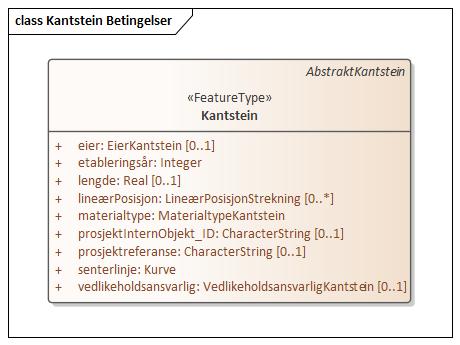 class Kantstein Betingelser
AbstraktKantstein
«FeatureType»
Kantstein
+ eier: EierKantstein [0..1]
+ etableringsår: Integer
+ lengde: Real [0..1]
+ lineærPosisjon: LineærPosisjonStrekning [0..*]
+ materialtype: MaterialtypeKantstein
+ prosjektInternObjekt_ID: CharacterString [0..1]
+ prosjektreferanse: CharacterString [0..1]
+ senterlinje: Kurve
+ vedlikeholdsansvarlig: VedlikeholdsansvarligKantstein [0..1]